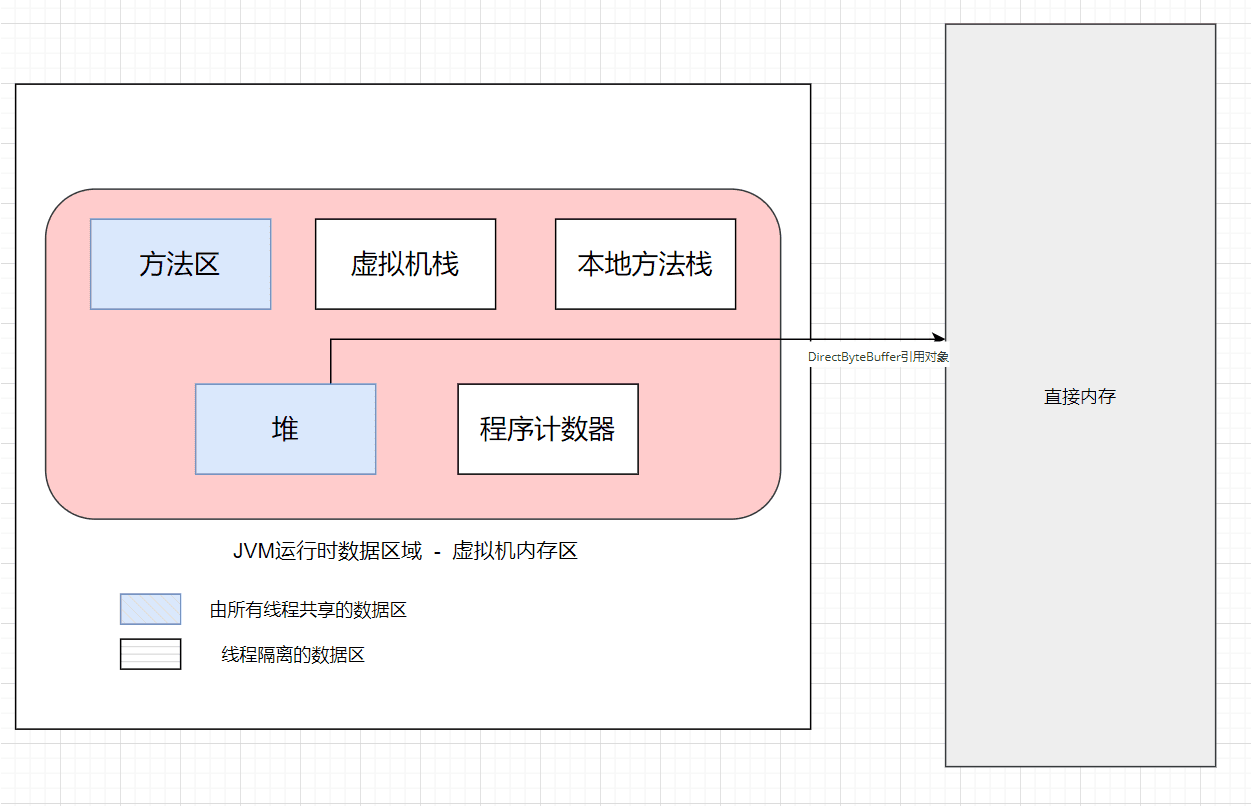 方法区
虚拟机栈
本地方法栈
DirectByteBuffer引用对象
堆
程序计数器
直接内存
JVM运行时数据区域 - 虚拟机内存区
由所有线程共享的数据区
线程隔离的数据区